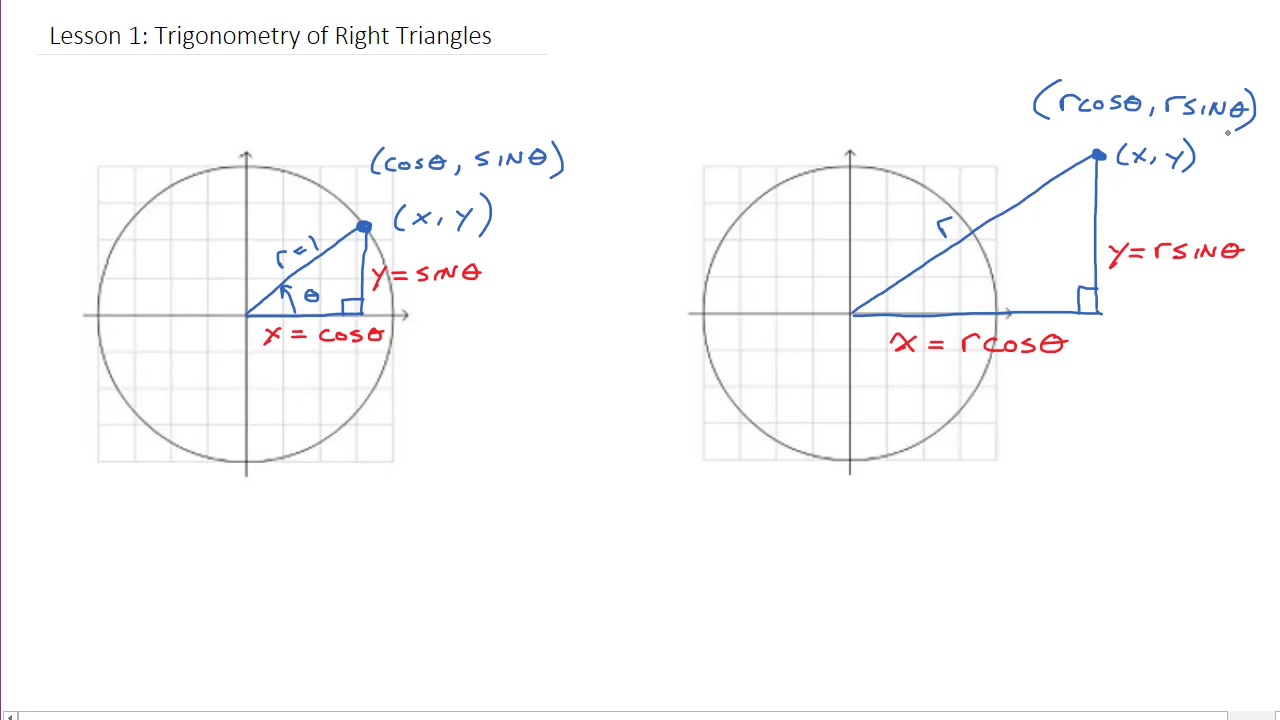 Lesson 1: Trigonometry of Right Triangles
(cosθ, sinθ)
(x, y)
r=1
θ
y=sinθ
x = cosθ
(rcosθ, rsinθ)
(x, y)
r
y=rsinθ
x = rcosθ